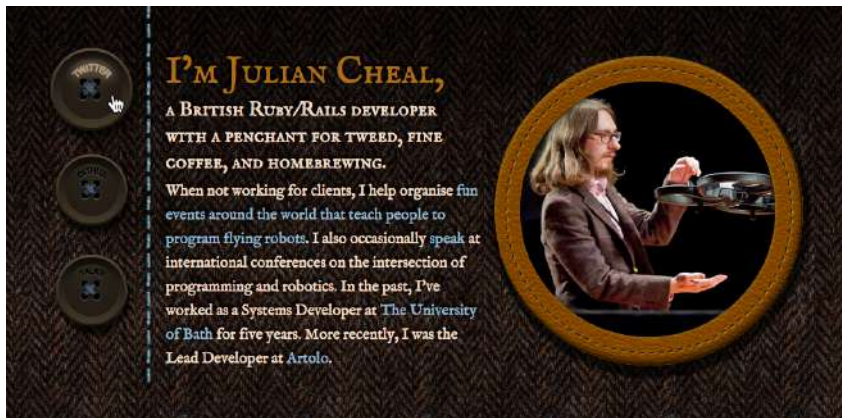 TWITTER
GITHUB
TALKS
I'm Julian Cheal,
a British Ruby/Rails developer
with a penchant for tweed, fine
coffee, and homebrewing.
When not working for clients, I help organise fun
events around the world that teach people to
program flying robots. I also occasionally speak at
international conferences on the intersection of
programming and robotics. In the past, I've
worked as a Systems Developer at The University
of Bath for five years. More recently, I was the
Lead Developer at Artolo.